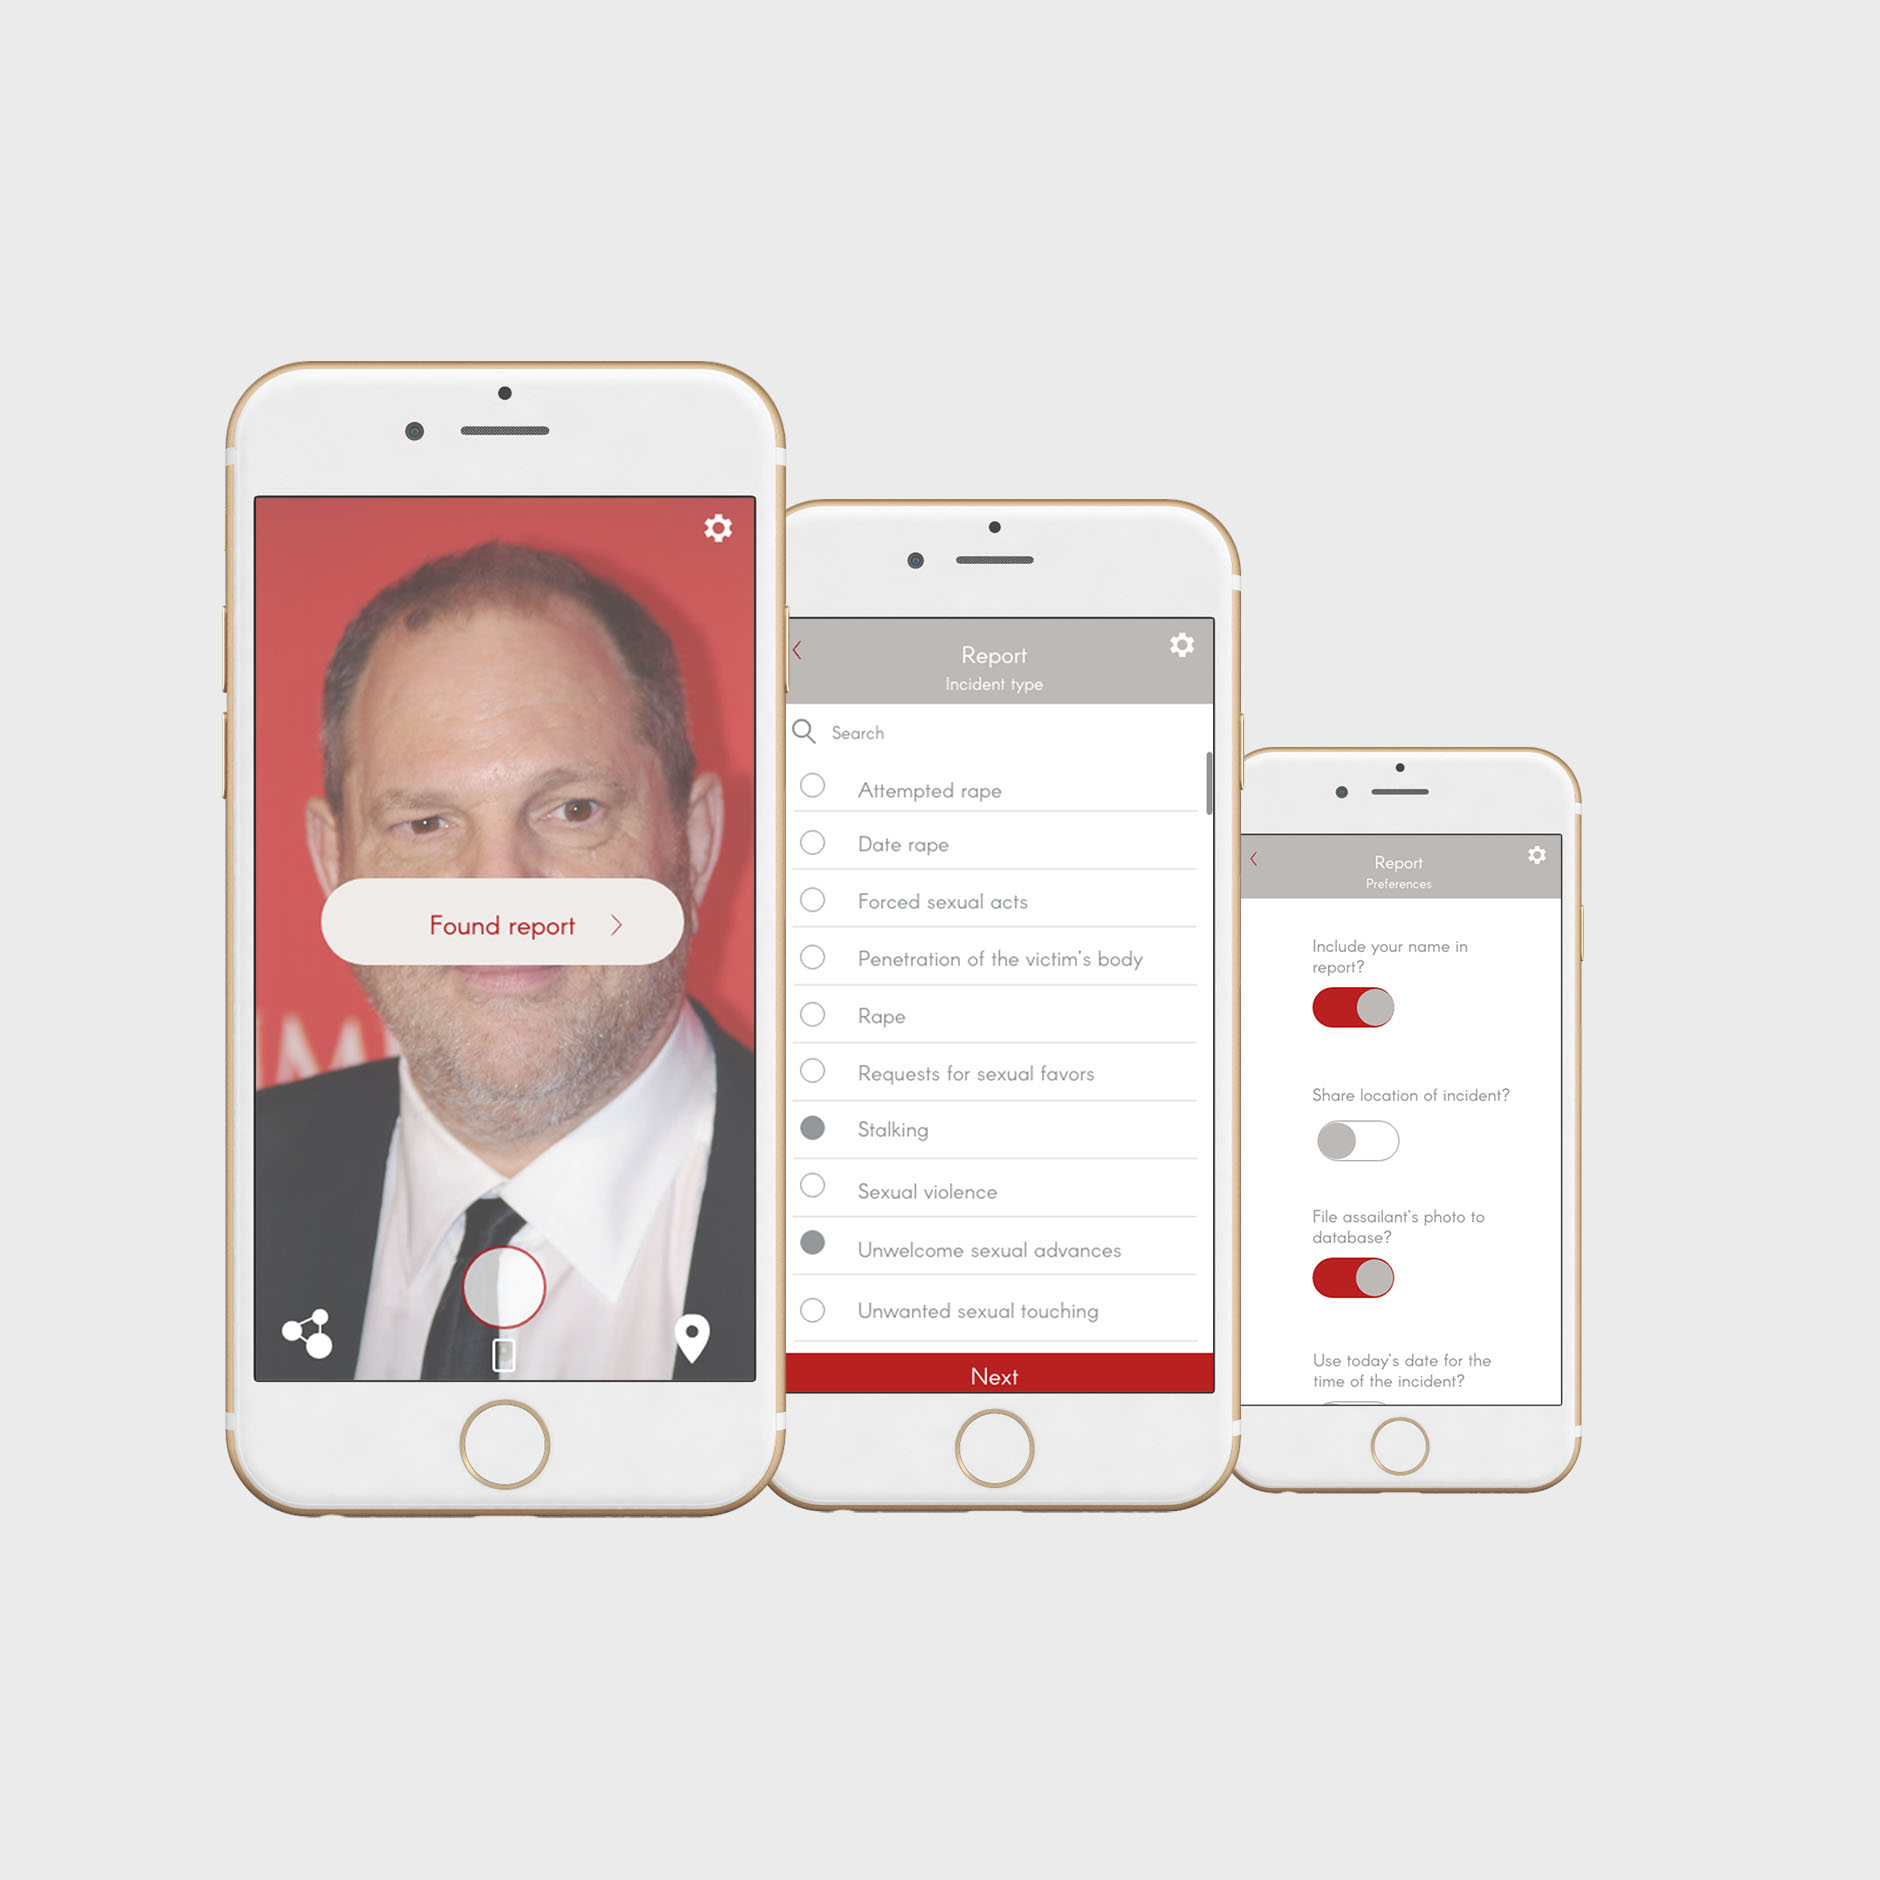 Found report
Report
Incident type
Search
Attempted rape
Date rape
Forced sexual acts
Penetration of the victim's body
Rape
Requests for sexual favors
Stalking
Sexual violence
Unwelcome sexual advances
Unwanted sexual touching
Next
Report
Preferences
Include your name in
report?
Share location of incident?
File assailant's photo to
database?
Use today's date for the
time of the incident?